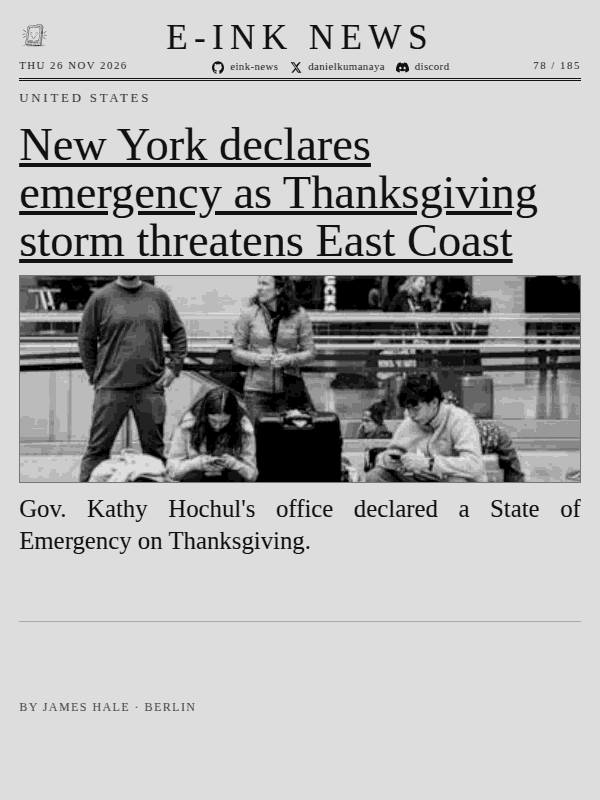 E-INK NEWS
THU 26 NOV 2026
eink-news danielkumanaya discord
78 / 185
UNITED STATES
New York declares
emergency as Thanksgiving
storm threatens East Coast
UCKS
Gov. Kathy Hochul's office declared a State of
Emergency on Thanksgiving.
BY JAMES HALE · BERLIN